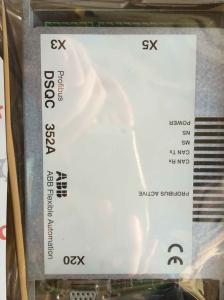 X3
X5
Profibus
DSQC 352A
ABB
ABB Flexible Automation
POWER
NS
MS
CAN Tx
CAN Rx
PROFIBUS ACTIVE
CE
X20